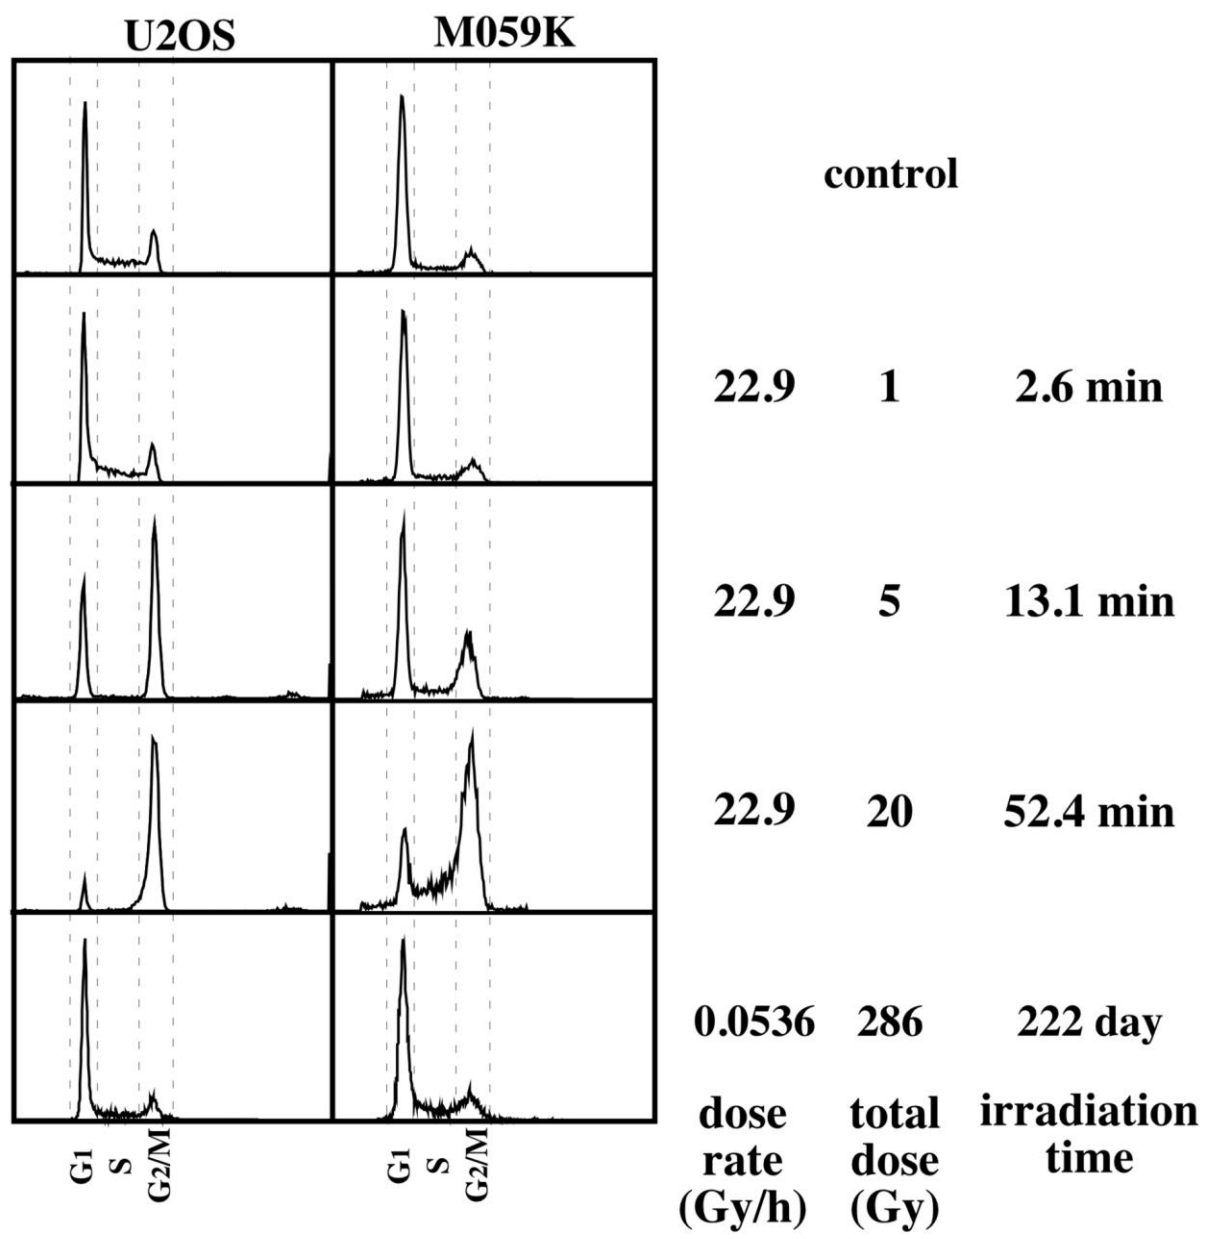 U2OS M059K
control
22.9 1 2.6 min
22.9 5 13.1 min
22.9 20 52.4 min
0.0536 286 222 day
dose total irradiation
rate dose time
(Gy/h) (Gy)
G1 S G2/M G1 S G2/M